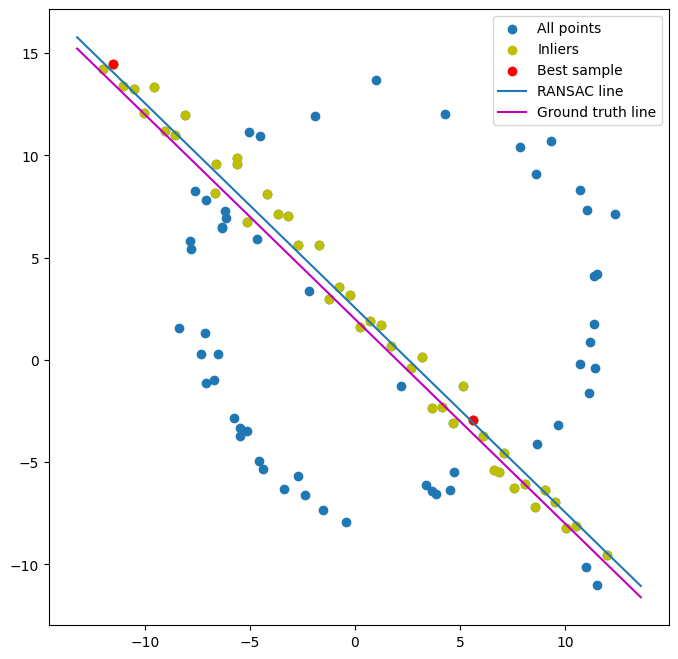 All points
Inliers
Best sample
RANSAC line
Ground truth line
15
10
5
0
−5
−10
−10
−5
0
5
10